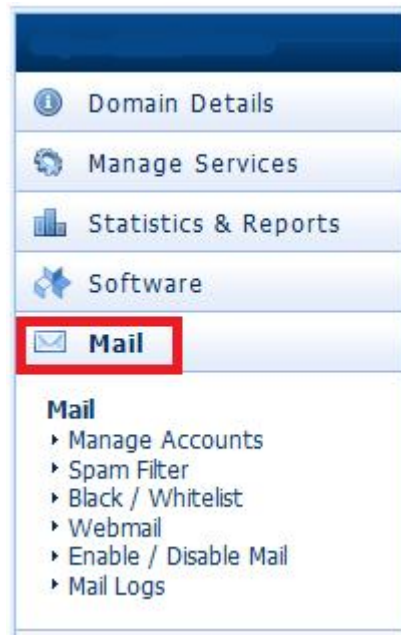 Domain Details
Manage Services
Statistics & Reports
Software
Mail
Mail
Manage Accounts
Spam Filter
Black / Whitelist
Webmail
Enable / Disable Mail
Mail Logs